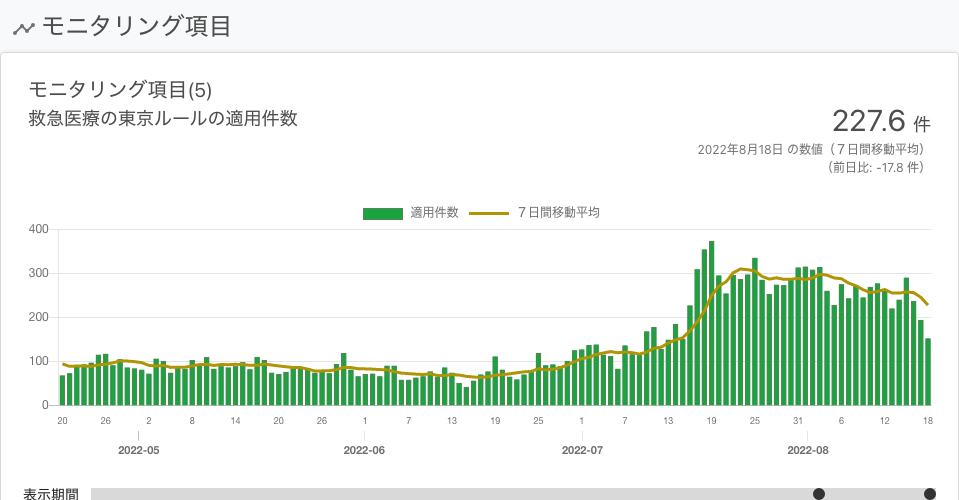 モニタリング項目
モニタリング項目(5)
救急医療の東京ルールの適用件数
227.6 件
2022年8月18日 の数値（７日間移動平均）
（前日比: -17.8 件）
適用件数 ７日間移動平均
400
300
200
100
0
20 26 2 8 14 20 26 1 7 13 19 25 1 7 13 19 25 31 6 12 18
2022-05 2022-06 2022-07 2022-08
表示期間